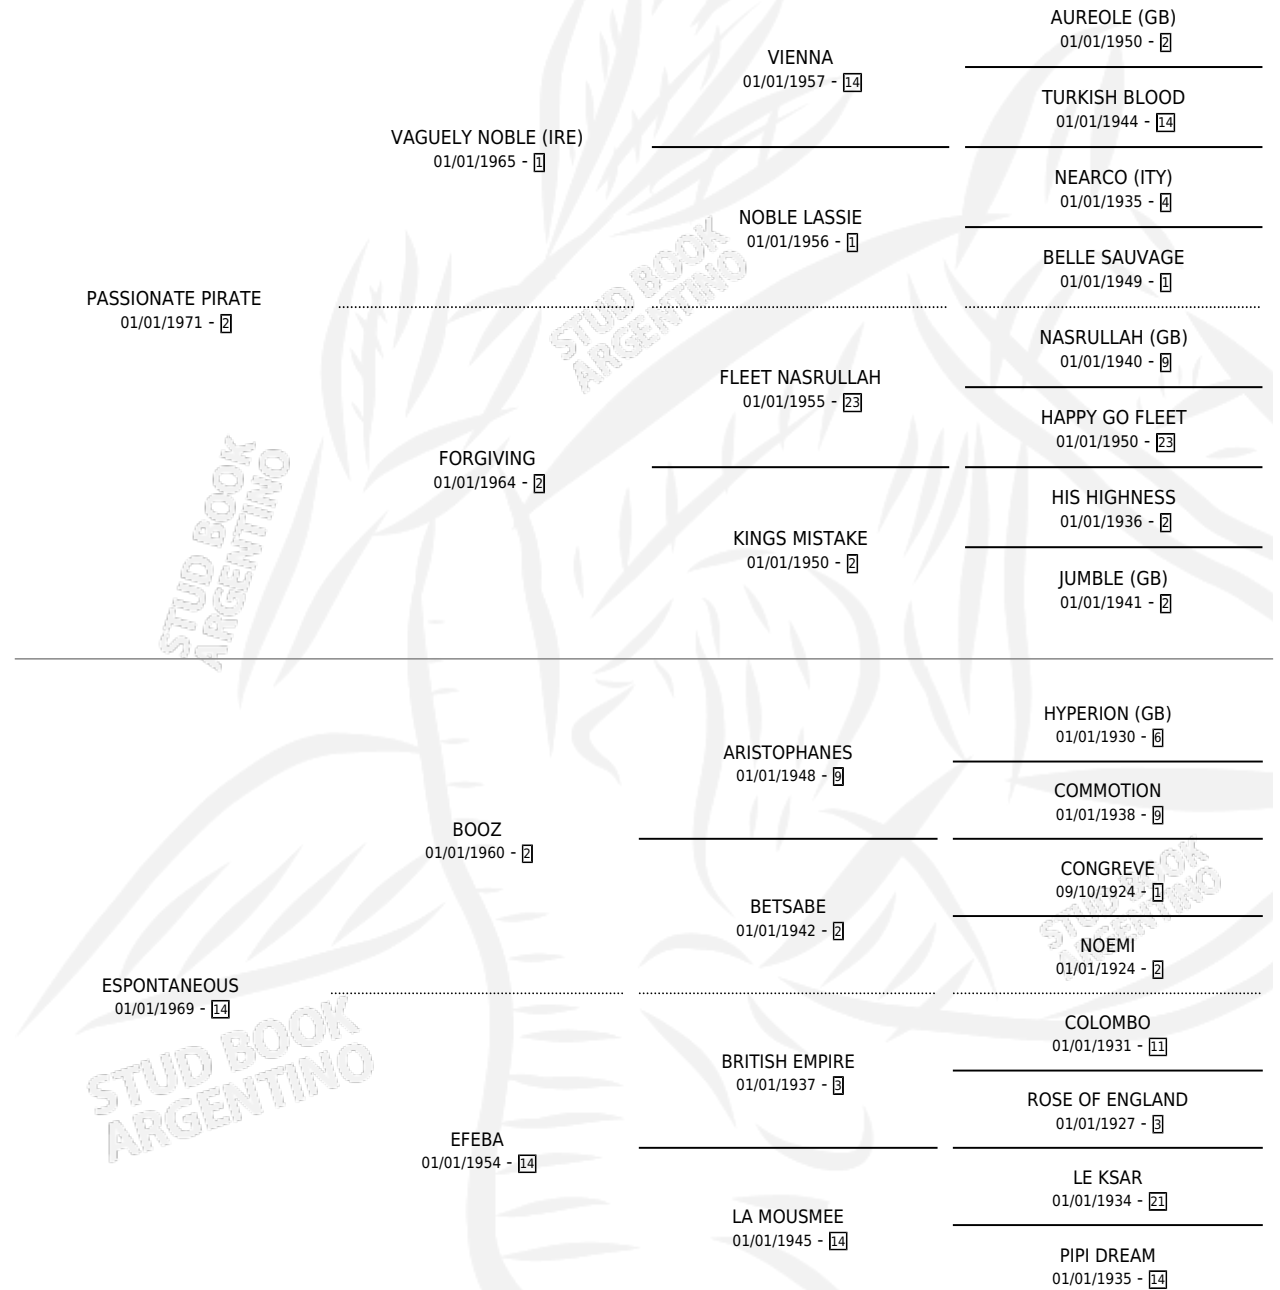 AUREOLE (GB)
01/01/1950 - 2
VIENNA
01/01/1957 - 14
TURKISH BLOOD
01/01/1944 - 14
VAGUELY NOBLE (IRE)
01/01/1965 - 1
NEARCO (ITY)
01/01/1935 - 4
NOBLE LASSIE
01/01/1956 - 1
BELLE SAUVAGE
01/01/1949 - 1
PASSIONATE PIRATE
01/01/1971 - 2
NASRULLAH (GB)
01/01/1940 - 9
FLEET NASRULLAH
01/01/1955 - 23
HAPPY GO FLEET
01/01/1950 - 23
FORGIVING
01/01/1964 - 2
HIS HIGHNESS
01/01/1936 - 2
KINGS MISTAKE
01/01/1950 - 2
JUMBLE (GB)
01/01/1941 - 2
HYPERION (GB)
01/01/1930 - 6
ARISTOPHANES
01/01/1948 - 9
COMMOTION
01/01/1938 - 9
BOOZ
01/01/1960 - 2
CONGREVE
09/10/1924 - 1
BETSABE
01/01/1942 - 2
NOEMI
01/01/1924 - 2
ESPONTANEOUS
01/01/1969 - 14
COLOMBO
01/01/1931 - 11
BRITISH EMPIRE
01/01/1937 - 3
ROSE OF ENGLAND
01/01/1927 - 3
EFEBA
01/01/1954 - 14
LE KSAR
01/01/1934 - 21
LA MOUSMEE
01/01/1945 - 14
PIPI DREAM
01/01/1935 - 14
STUD BOOK
ARGENTINO
STUD BOOK
ARGENTINO
STUD BOOK
ARGENTINO
STUD BOOK
ARGENTINO